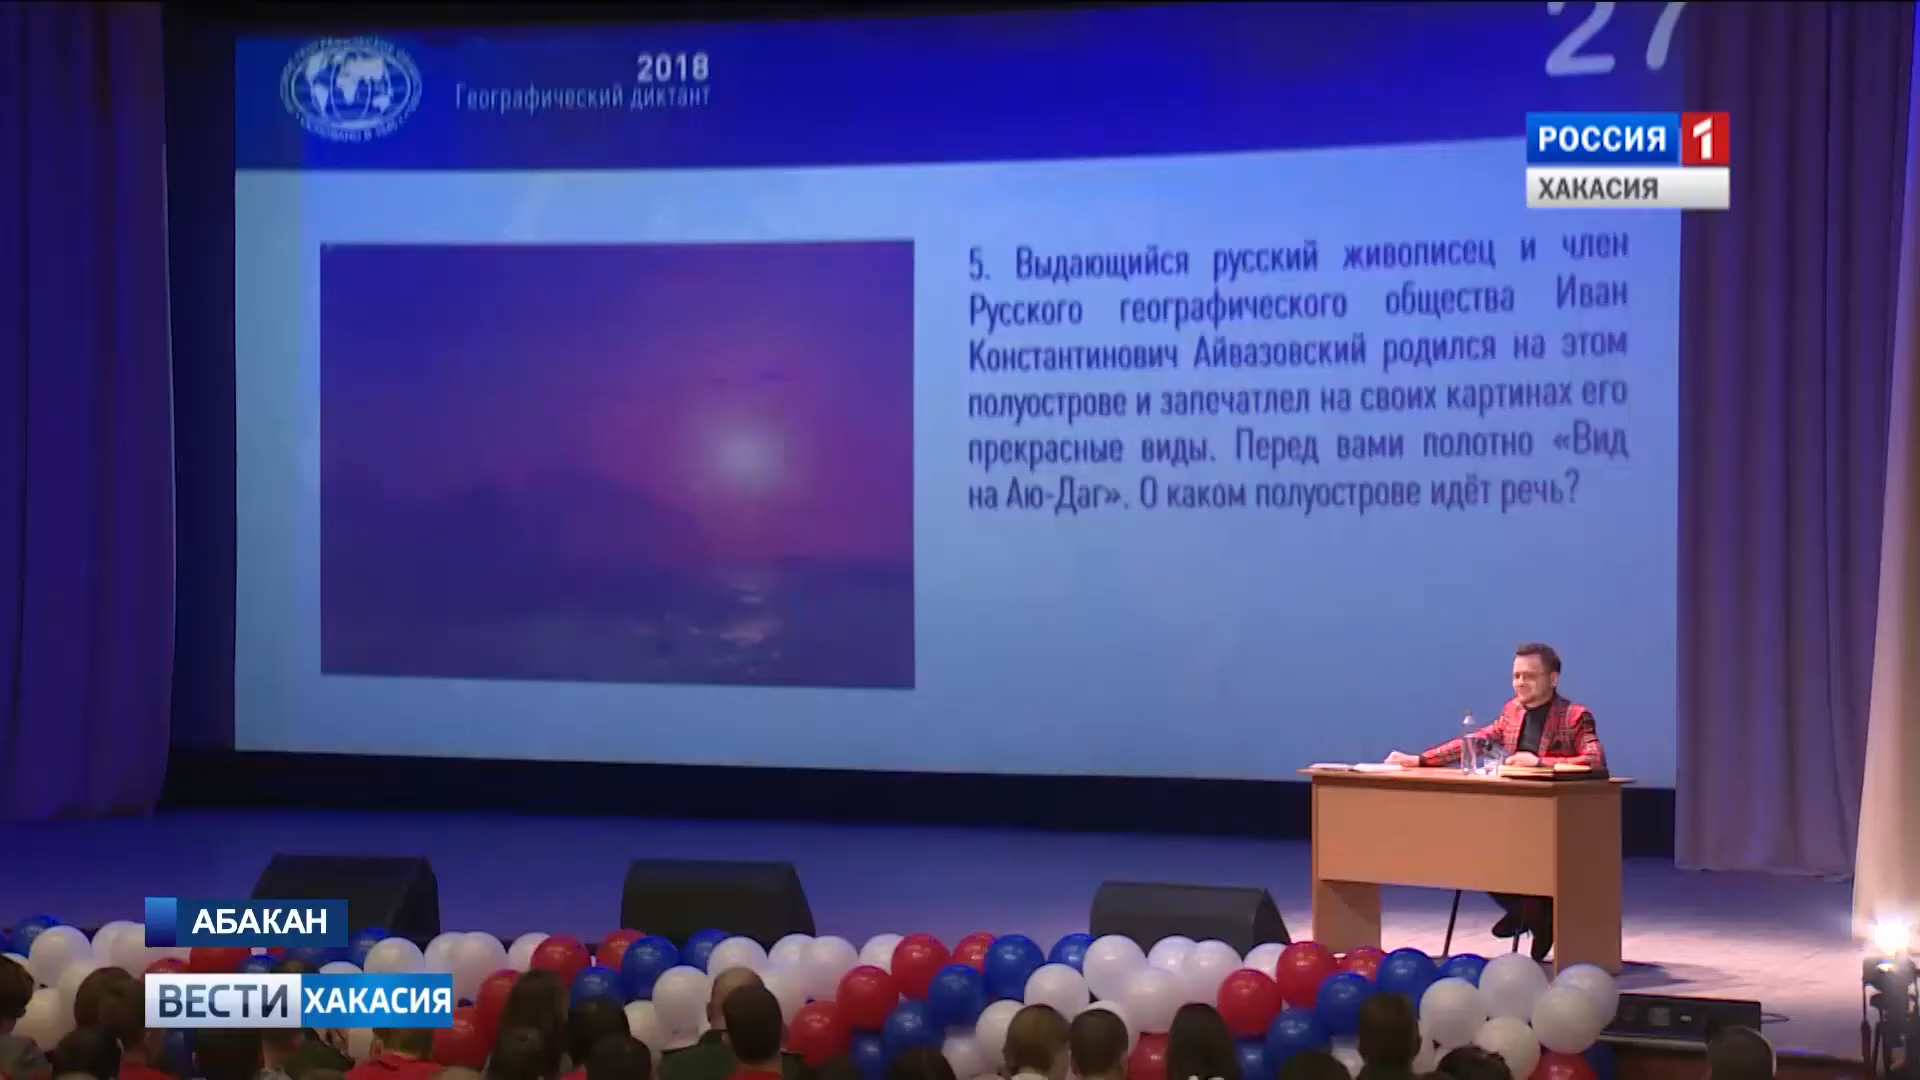 27
2018
Географический диктант
РОССИЯ 1
ХАКАСИЯ
5. Выдающийся русский живописец и член
Русского географического общества Иван
Константинович Айвазовский родился на этом
полуострове и запечатлел на своих картинах его
прекрасные виды. Перед вами полотно «Вид
на Аю-Даг». О каком полуострове идёт речь?
АБАКАН
ВЕСТИ ХАКАСИЯ